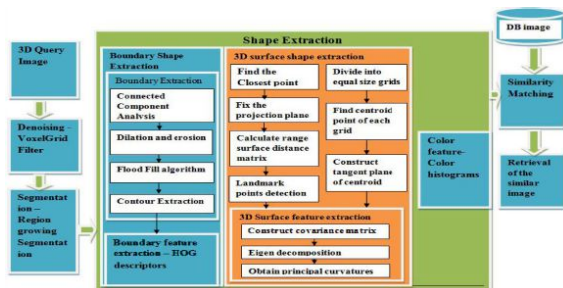 3D Query
Image
Denoising -
VoxelGrid
Filter
Segmentat
ion – Region
growing
Segmentat
ion
Shape Extraction
Boundary Shape
Extraction
Boundary Extraction
Connected
Component
Analysis
Dilation and erosion
Flood Fill algorithm
Contour Extraction
Boundary feature
extraction – HOG
descriptors
3D surface shape extraction
Find the
Closest point
Fix the
projection plane
Calculate range
surface distance
matrix
Landmark
points detection
Divide into
equal size grids
Find centroid
point of each
grid
Construct
tangent plane
of centroid
3D Surface feature extraction
Construct covariance matrix
Eigen decomposition
Obtain principal curvatures
Color feature-
Color
histograms
DB image
Similarity
Matching
Retrieval of
the similar
image